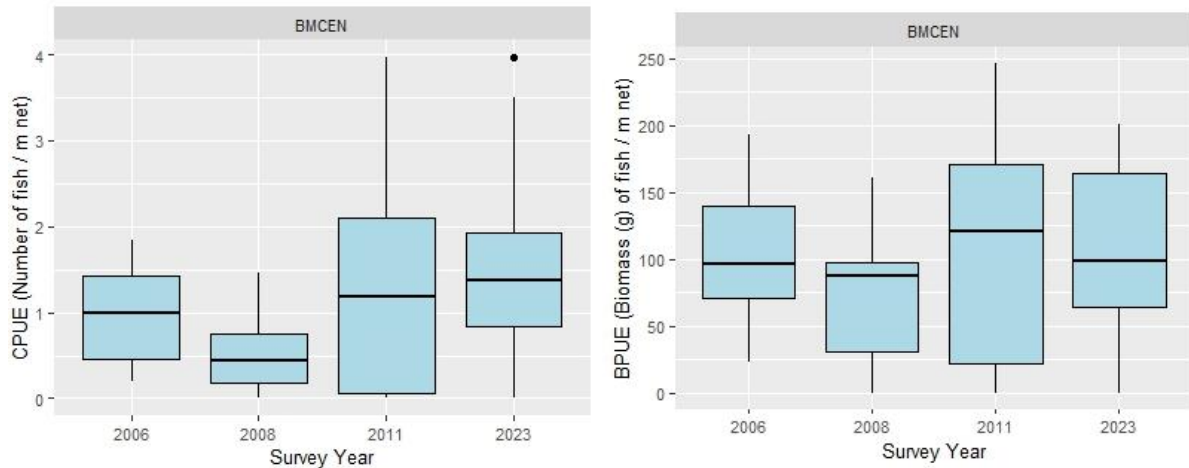 BMCEN
CPUE (Number of fish / m net)
4
3
2
1
0
2006 2008 2011 2023
Survey Year
BMCEN
BPUE (Biomass (g) of fish / m net)
250
200
150
100
50
0
2006 2008 2011 2023
Survey Year